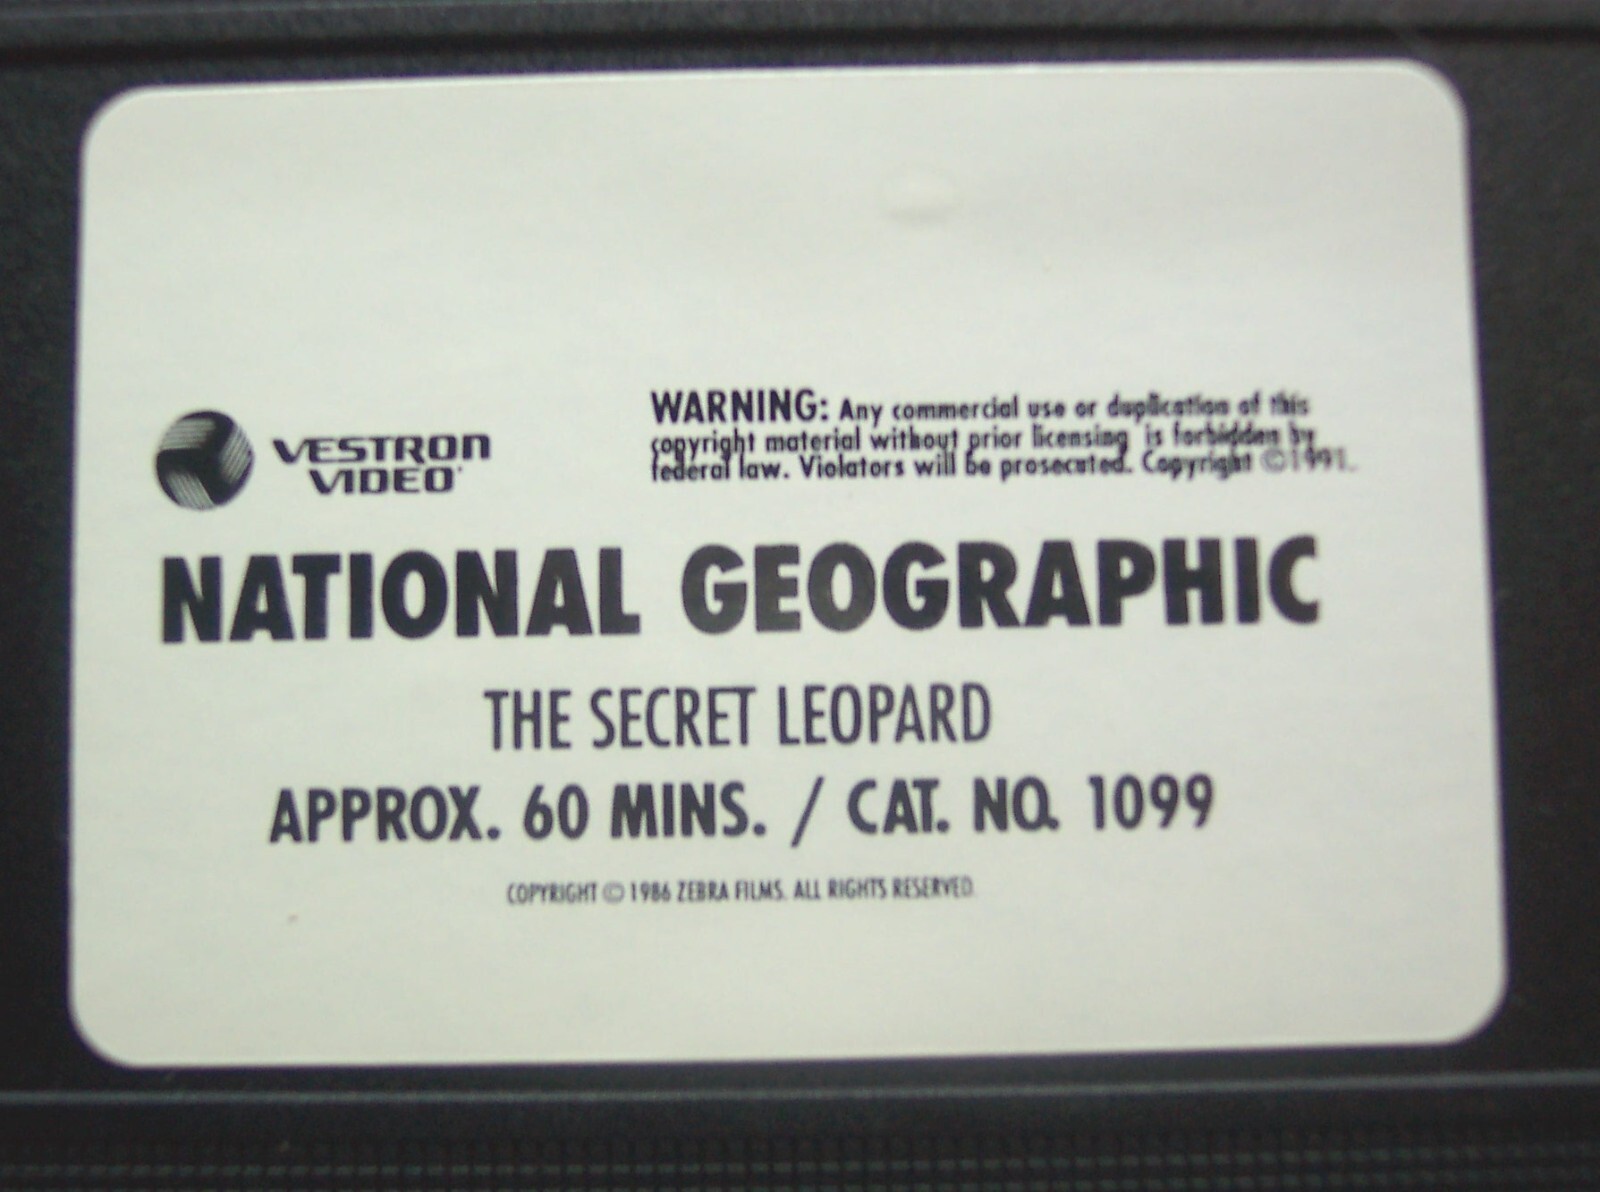 VESTRON
VIDEO
WARNING: Any commercial use or duplication of this
copyright material without prior licensing is forbidden by
federal law. Violators will be prosecuted. Copyright ©1991.
NATIONAL GEOGRAPHIC
THE SECRET LEOPARD
APPROX. 60 MINS. / CAT. NO. 1099
COPYRIGHT © 1986 ZEBRA FILMS. ALL RIGHTS RESERVED.